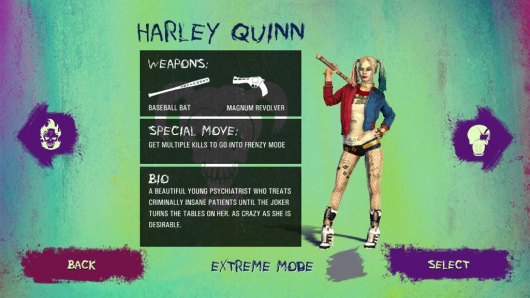 HARLEY QUINN
WEAPONS:
BASEBALL BAT
MAGNUM REVOLVER
SPECIAL MOVE:
GET MULTIPLE KILLS TO GO INTO FRENZY MODE
BIO
A BEAUTIFUL YOUNG PSYCHIATRIST WHO TREATS
CRIMINALLY INSANE PATIENTS UNTIL THE JOKER
TURNS THE TABLES ON HER. AS CRAZY AS SHE IS
DESIRABLE.
BACK
EXTREME MODE
SELECT